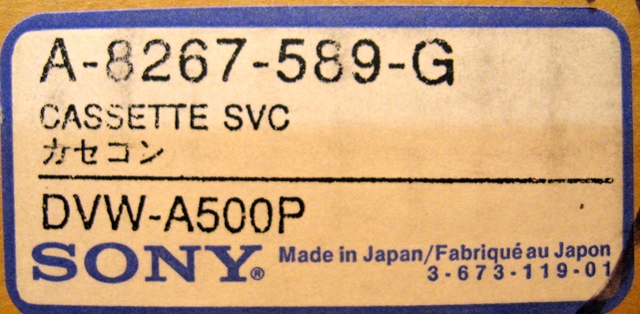 A-8267-589-G
CASSETTE SVC
カセコン
DVW-A500P
SONY® Made in Japan/Fabriqué au Japon
3-673-119-01